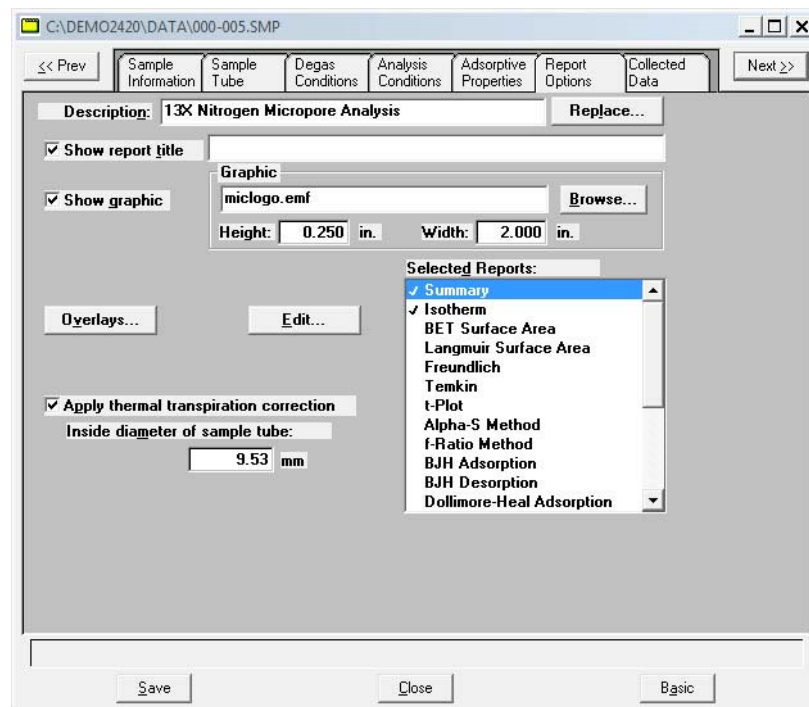 C:\DEMO2420\DATA\000-005.SMP
<< Prev
Sample Information
Sample Tube
Degas Conditions
Analysis Conditions
Adsorptive Properties
Report Options
Collected Data
Next >>
Description: 13X Nitrogen Micropore Analysis Replace...
Show report title
Graphic
Show graphic miclogo.emf Browse...
Height: 0.250 in. Width: 2.000 in.
Selected Reports:
Overlays... Edit...
Summary
Isotherm
BET Surface Area
Langmuir Surface Area
Freundlich
Temkin
t-Plot
Alpha-S Method
f-Ratio Method
BJH Adsorption
BJH Desorption
Dollimore-Heal Adsorption
Apply thermal transpiration correction
Inside diameter of sample tube:
9.53 mm
Save Close Basic